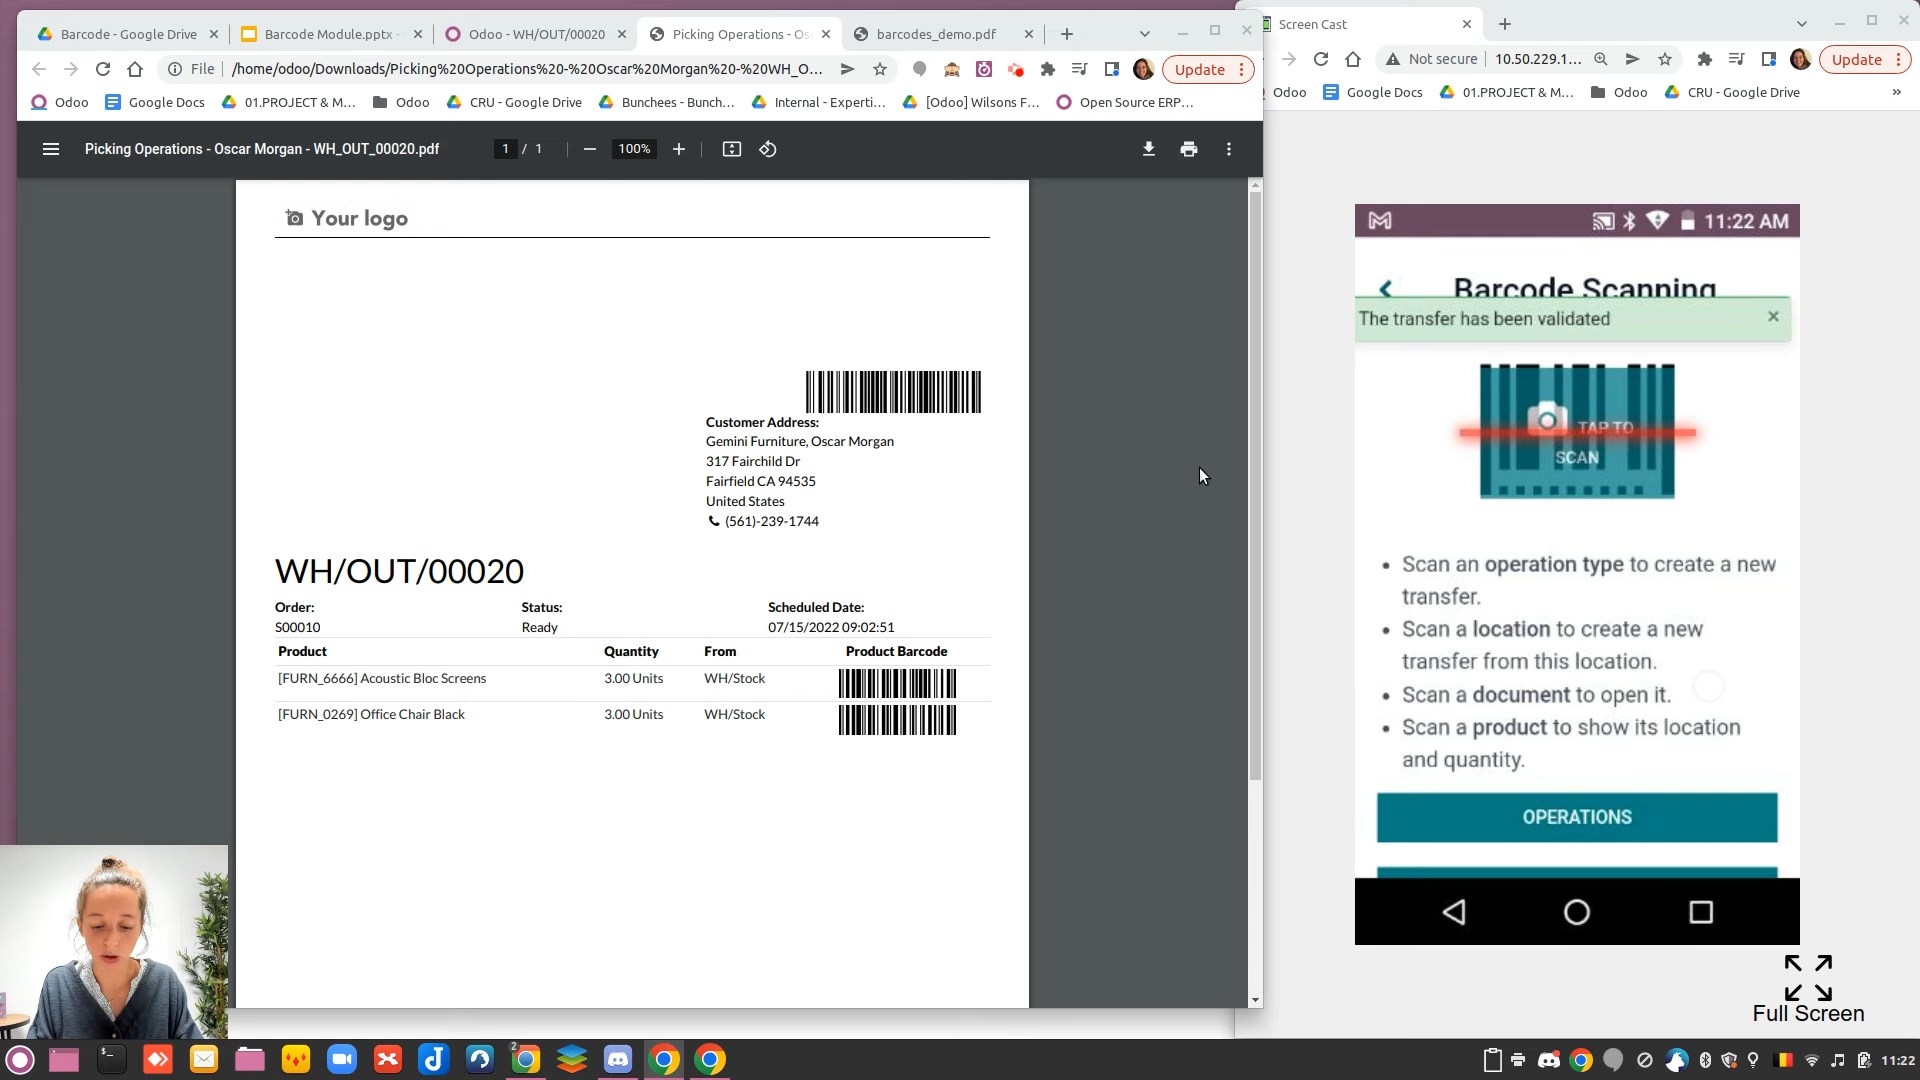 Barcode - Google Drive
Barcode Module.pptx -
Odoo - WH/OUT/00020
Picking Operations - Os
barcodes_demo.pdf
File
/home/odoo/Downloads/Picking%20Operations%20-%20Oscar%20Morgan%20-%20WH_O...
Update
Odoo
Google Docs
01.PROJECT & M...
Odoo
CRU - Google Drive
Bunchees - Bunch...
Internal - Experti...
[Odoo] Wilsons F...
Open Source ERP...
Picking Operations - Oscar Morgan - WH_OUT_00020.pdf
1 / 1
100%
Your logo
Customer Address:
Gemini Furniture, Oscar Morgan
317 Fairchild Dr
Fairfield CA 94535
United States
(561)-239-1744
WH/OUT/00020
Order: Status: Scheduled Date:
S00010 Ready 07/15/2022 09:02:51
Product Quantity From Product Barcode
[FURN_6666] Acoustic Bloc Screens 3.00 Units WH/Stock
[FURN_0269] Office Chair Black 3.00 Units WH/Stock
Screen Cast
Not secure
10.50.229.1...
Update
Odoo
Google Docs
01.PROJECT & M...
Odoo
CRU - Google Drive
»
11:22 AM
Barcode Scanning
The transfer has been validated
TAP TO
SCAN
• Scan an operation type to create a new
transfer.
• Scan a location to create a new
transfer from this location.
• Scan a document to open it.
• Scan a product to show its location
and quantity.
OPERATIONS
Full Screen
2
11:22